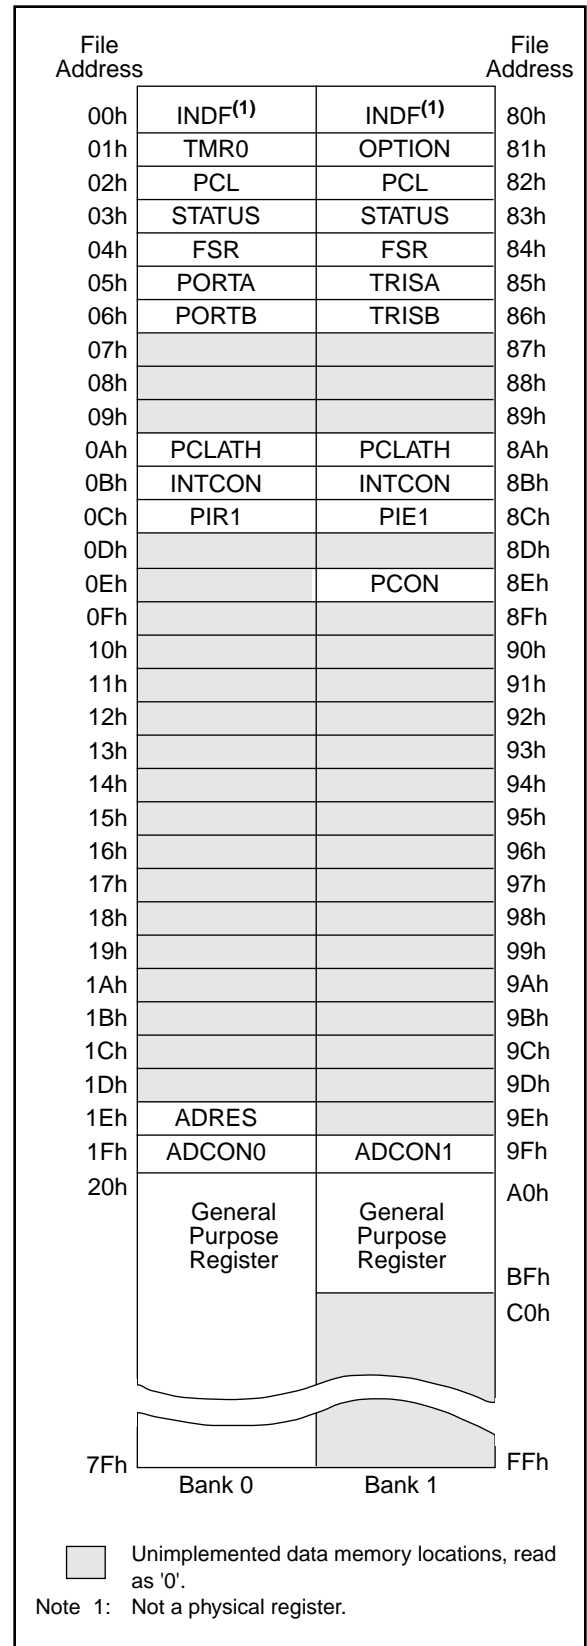 File Address File Address
00h INDF(1) INDF(1) 80h
01h TMR0 OPTION 81h
02h PCL PCL 82h
03h STATUS STATUS 83h
04h FSR FSR 84h
05h PORTA TRISA 85h
06h PORTB TRISB 86h
07h 87h
08h 88h
09h 89h
0Ah PCLATH PCLATH 8Ah
0Bh INTCON INTCON 8Bh
0Ch PIR1 PIE1 8Ch
0Dh 8Dh
0Eh PCON 8Eh
0Fh 8Fh
10h 90h
11h 91h
12h 92h
13h 93h
14h 94h
15h 95h
16h 96h
17h 97h
18h 98h
19h 99h
1Ah 9Ah
1Bh 9Bh
1Ch 9Ch
1Dh 9Dh
1Eh ADRES 9Eh
1Fh ADCON0 ADCON1 9Fh
20h A0h
General General
Purpose Purpose
Register Register
BFh
C0h
7Fh FFh
Bank 0 Bank 1
Unimplemented data memory locations, read
as '0'.
Note 1: Not a physical register.